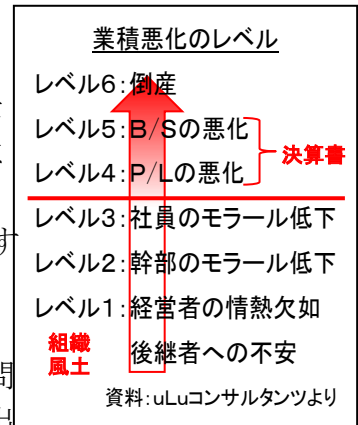 業積悪化のレベル
レベル6：倒産
レベル5：B/Sの悪化
決算書
レベル4：P/Lの悪化
レベル3：社員のモラール低下
す
レベル2：幹部のモラール低下
レベル1：経営者の情熱欠如
組織
風土
後継者への不安
問
資料：uLuコンサルタンツより